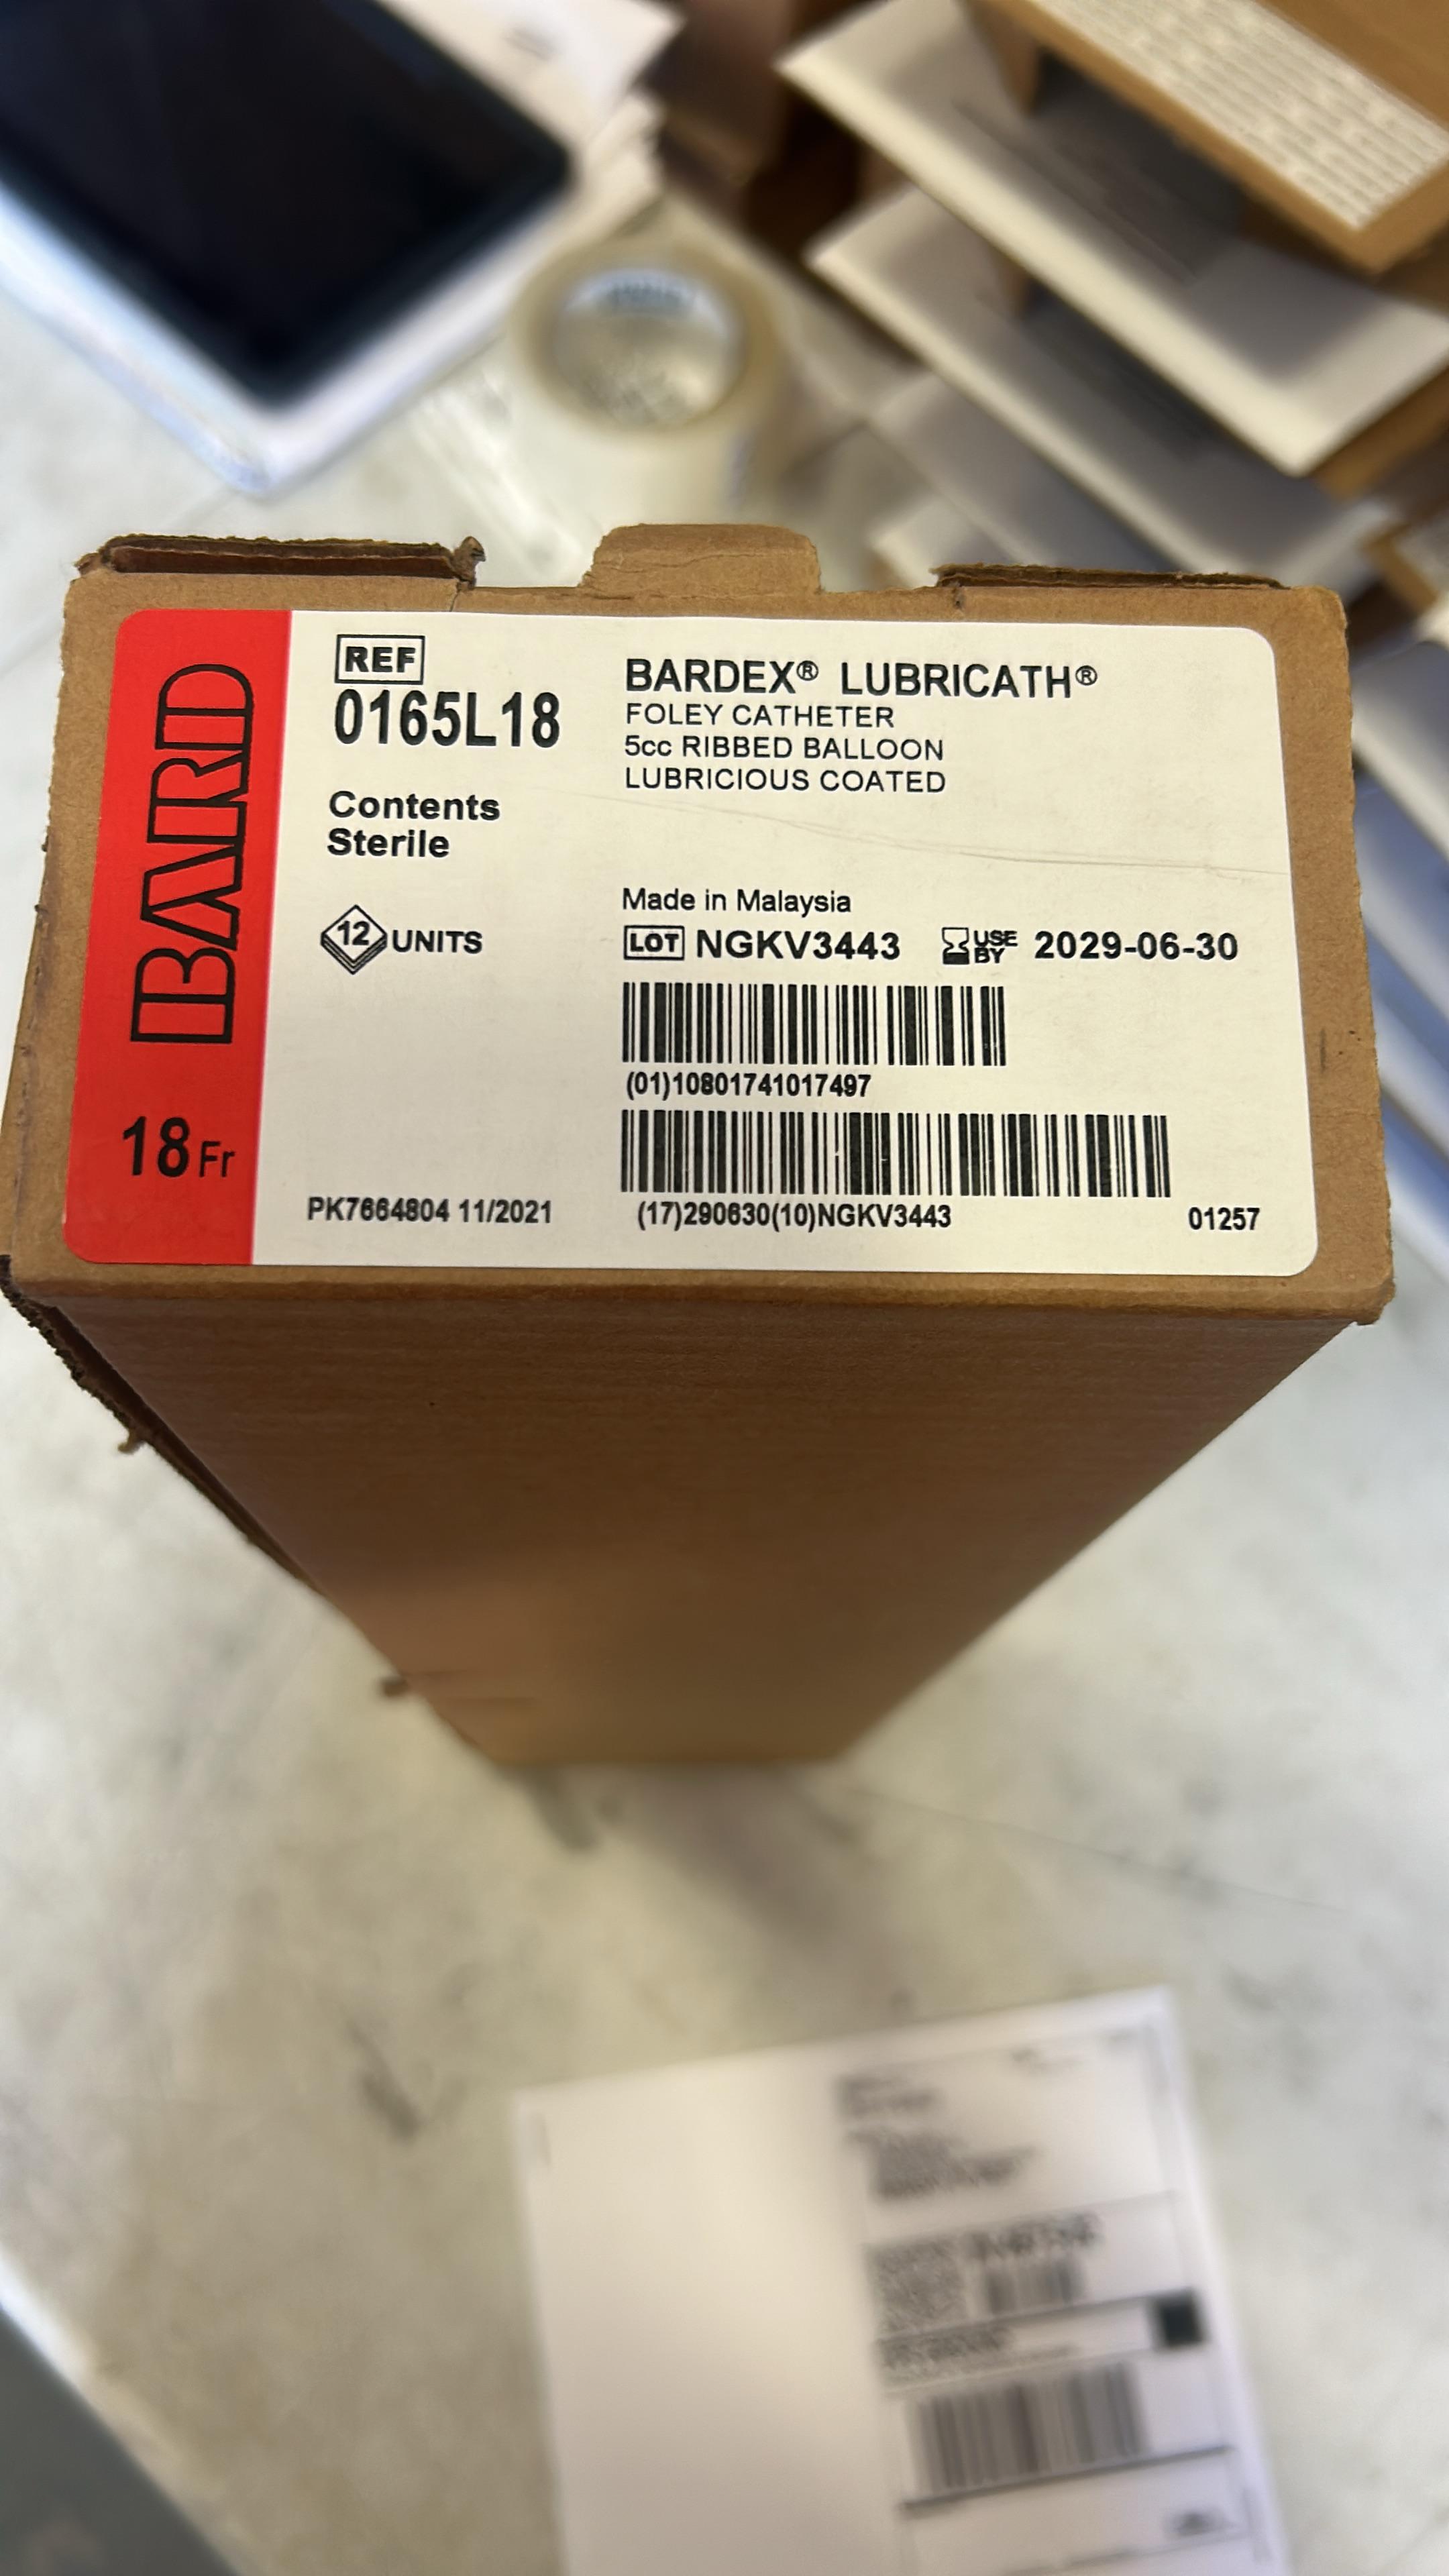 BARD
18 Fr
REF
0165L18
Contents
Sterile
12 UNITS
PK7664804 11/2021
BARDEX® LUBRICATH®
FOLEY CATHETER
5cc RIBBED BALLOON
LUBRICIOUS COATED
Made in Malaysia
LOT NGKV3443 USE BY 2029-06-30
(01)10801741017497
(17)290630(10)NGKV3443
01257